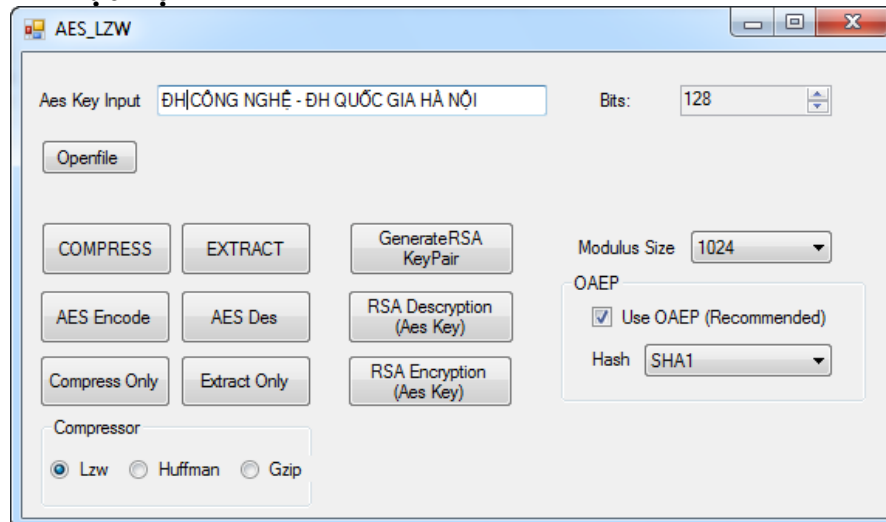 AES_LZW
Aes Key Input ĐH CÔNG NGHỆ - ĐH QUỐC GIA HÀ NỘI Bits: 128
Openfile
COMPRESS EXTRACT GenerateRSA KeyPair Modulus Size 1024
OAEP
AES Encode AES Des RSA Descryption (Aes Key) Use OAEP (Recommended)
Hash SHA1
Compress Only Extract Only RSA Encryption (Aes Key)
Compressor
Lzw Huffman Gzip